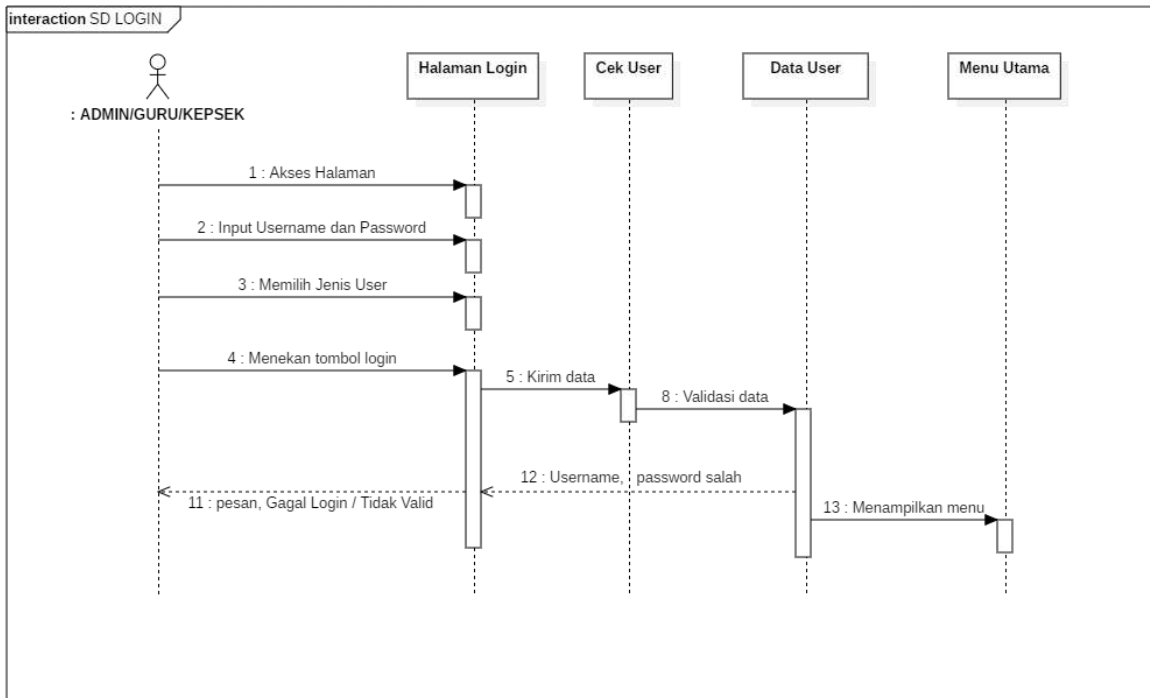 interaction SD LOGIN
Halaman Login
Cek User
Data User
Menu Utama
: ADMIN/GURU/KEPSEK
1 : Akses Halaman
2 : Input Username dan Password
3 : Memilih Jenis User
4 : Menekan tombol login
5 : Kirim data
8 : Validasi data
12 : Username, password salah
11 : pesan, Gagal Login / Tidak Valid
13 : Menampilkan menu